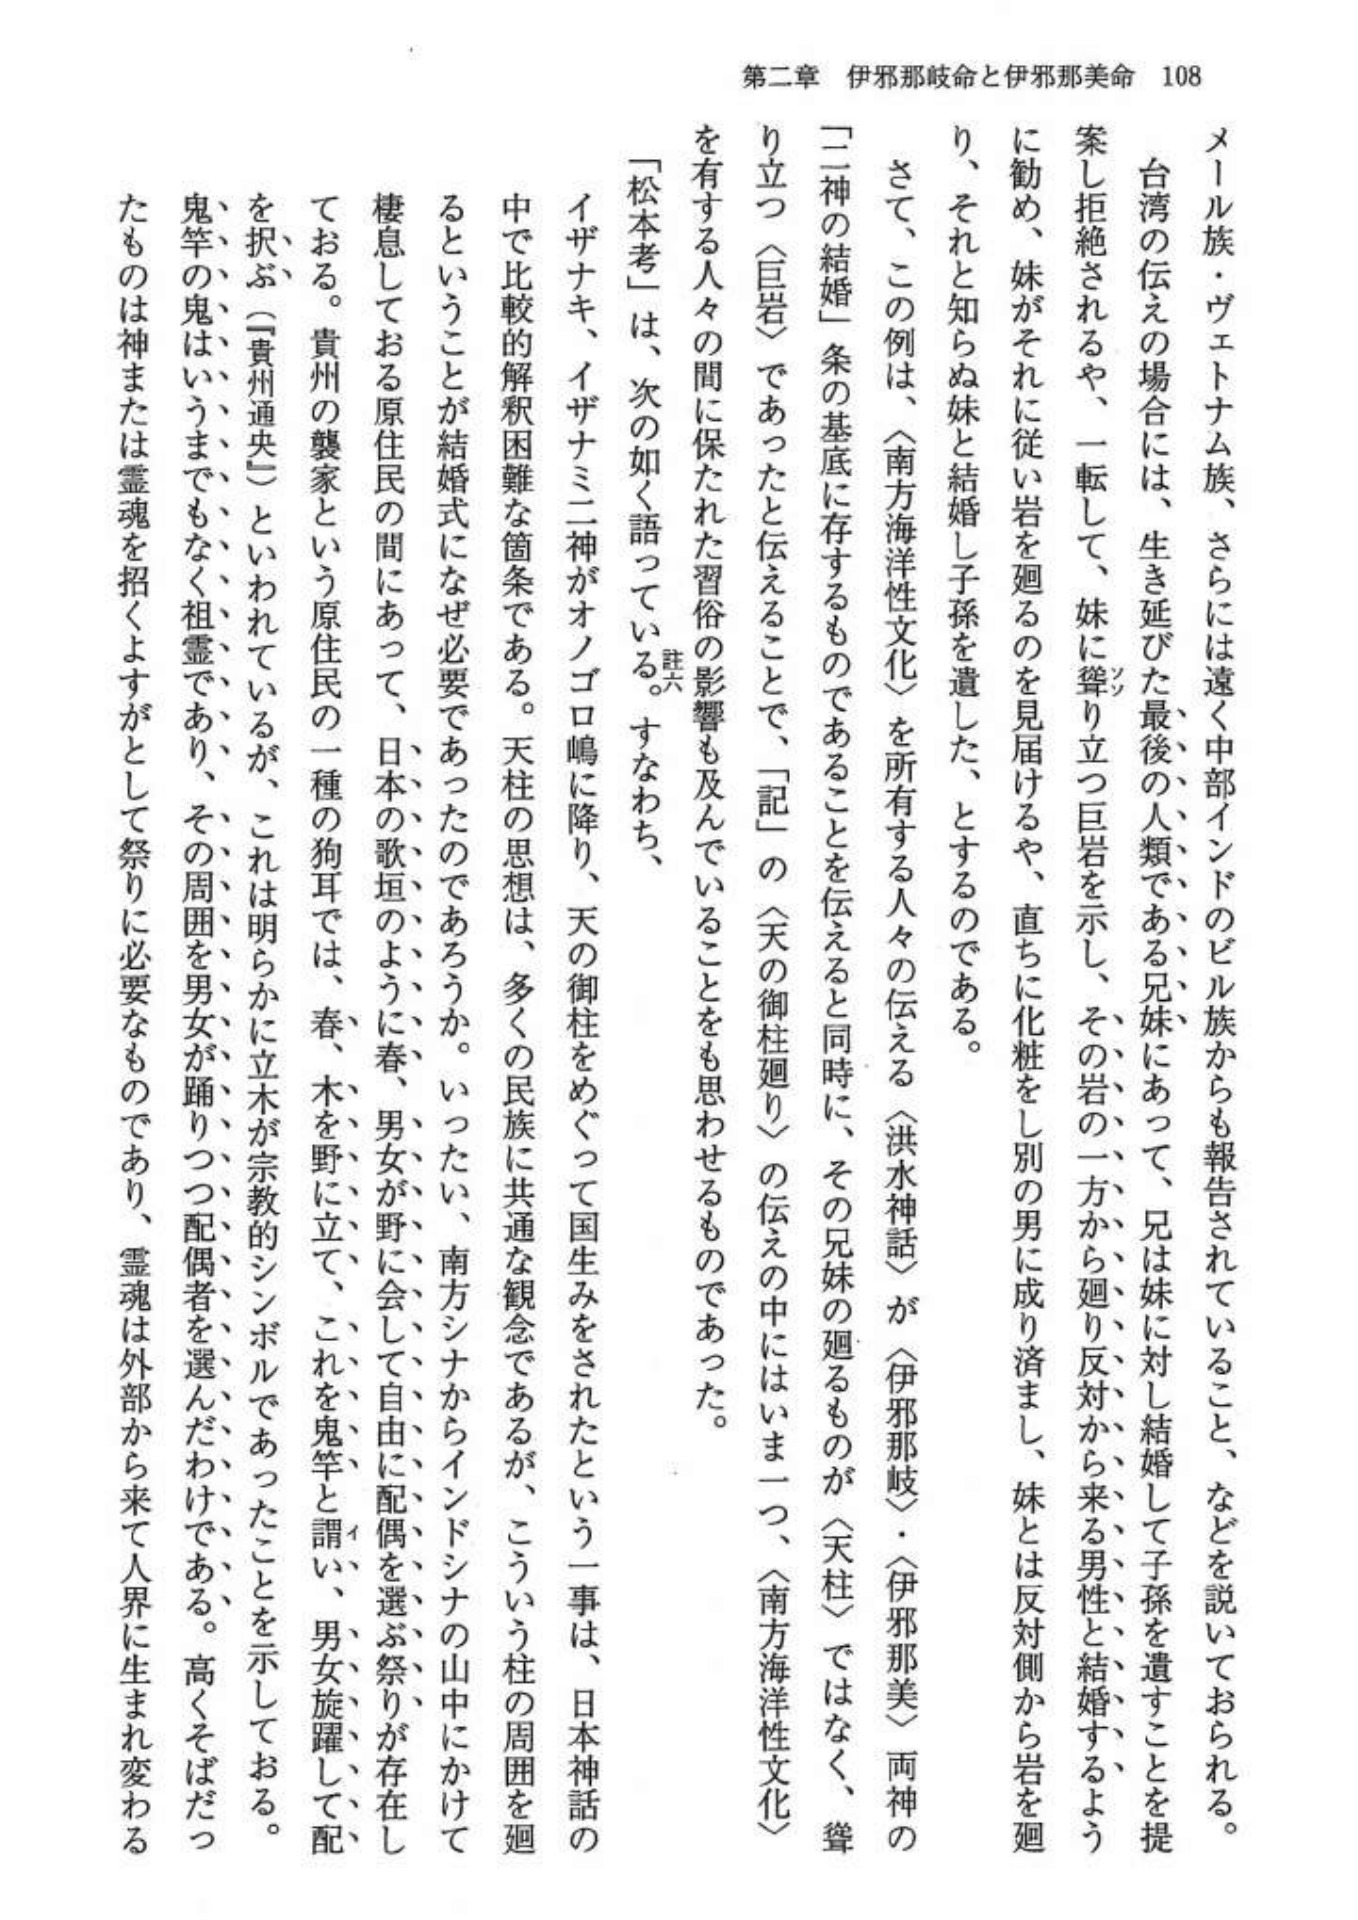 第二章　伊邪那岐命と伊邪那美命　108
メール族・ヴェトナム族、さらには遠く中部インドのビル族からも報告されていること、などを説いておられる。
　台湾の伝えの場合には、生き延びた最後の人類である兄妹にあって、兄は妹に対し結婚して子孫を遺すことを提
案し拒絶されるや、一転して、妹に聳り立つ巨岩を示し、その岩の一方から廻り反対から来る男性と結婚するよう
に勧め、妹がそれに従い岩を廻るのを見届けるや、直ちに化粧をし別の男に成り済まし、妹とは反対側から岩を廻
り、それと知らぬ妹と結婚し子孫を遺した、とするのである。
　さて、この例は、〈南方海洋性文化〉を所有する人々の伝える〈洪水神話〉が〈伊邪那岐〉・〈伊邪那美〉両神の
「二神の結婚」条の基底に存するものであることを伝えると同時に、その兄妹の廻るものが〈天柱〉ではなく、聳
り立つ〈巨岩〉であったと伝えることで、「記」の〈天の御柱廻り〉の伝えの中にはいま一つ、〈南方海洋性文化〉
を有する人々の間に保たれた習俗の影響も及んでいることをも思わせるものであった。
「松本考」は、次の如く語っている。註六すなわち、
イザナキ、イザナミ二神がオノゴロ嶋に降り、天の御柱をめぐって国生みをされたという一事は、日本神話の
中で比較的解釈困難な箇条である。天柱の思想は、多くの民族に共通な観念であるが、こういう柱の周囲を廻
るということが結婚式になぜ必要であったのであろうか。いったい、南方シナからインドシナの山中にかけて
棲息しておる原住民の間にあって、日本の歌垣のように春、男女が野に会して自由に配偶を選ぶ祭りが存在し
ておる。貴州の襲家という原住民の一種の狗耳では、春、木を野に立て、これを鬼竿と謂い、男女旋躍して配
を択ぶ（『貴州通央』）といわれているが、これは明らかに立木が宗教的シンボルであったことを示しておる。
鬼竿の鬼はいうまでもなく祖霊であり、その周囲を男女が踊りつつ配偶者を選んだわけである。高くそばだっ
たものは神または霊魂を招くよすがとして祭りに必要なものであり、霊魂は外部から来て人界に生まれ変わる